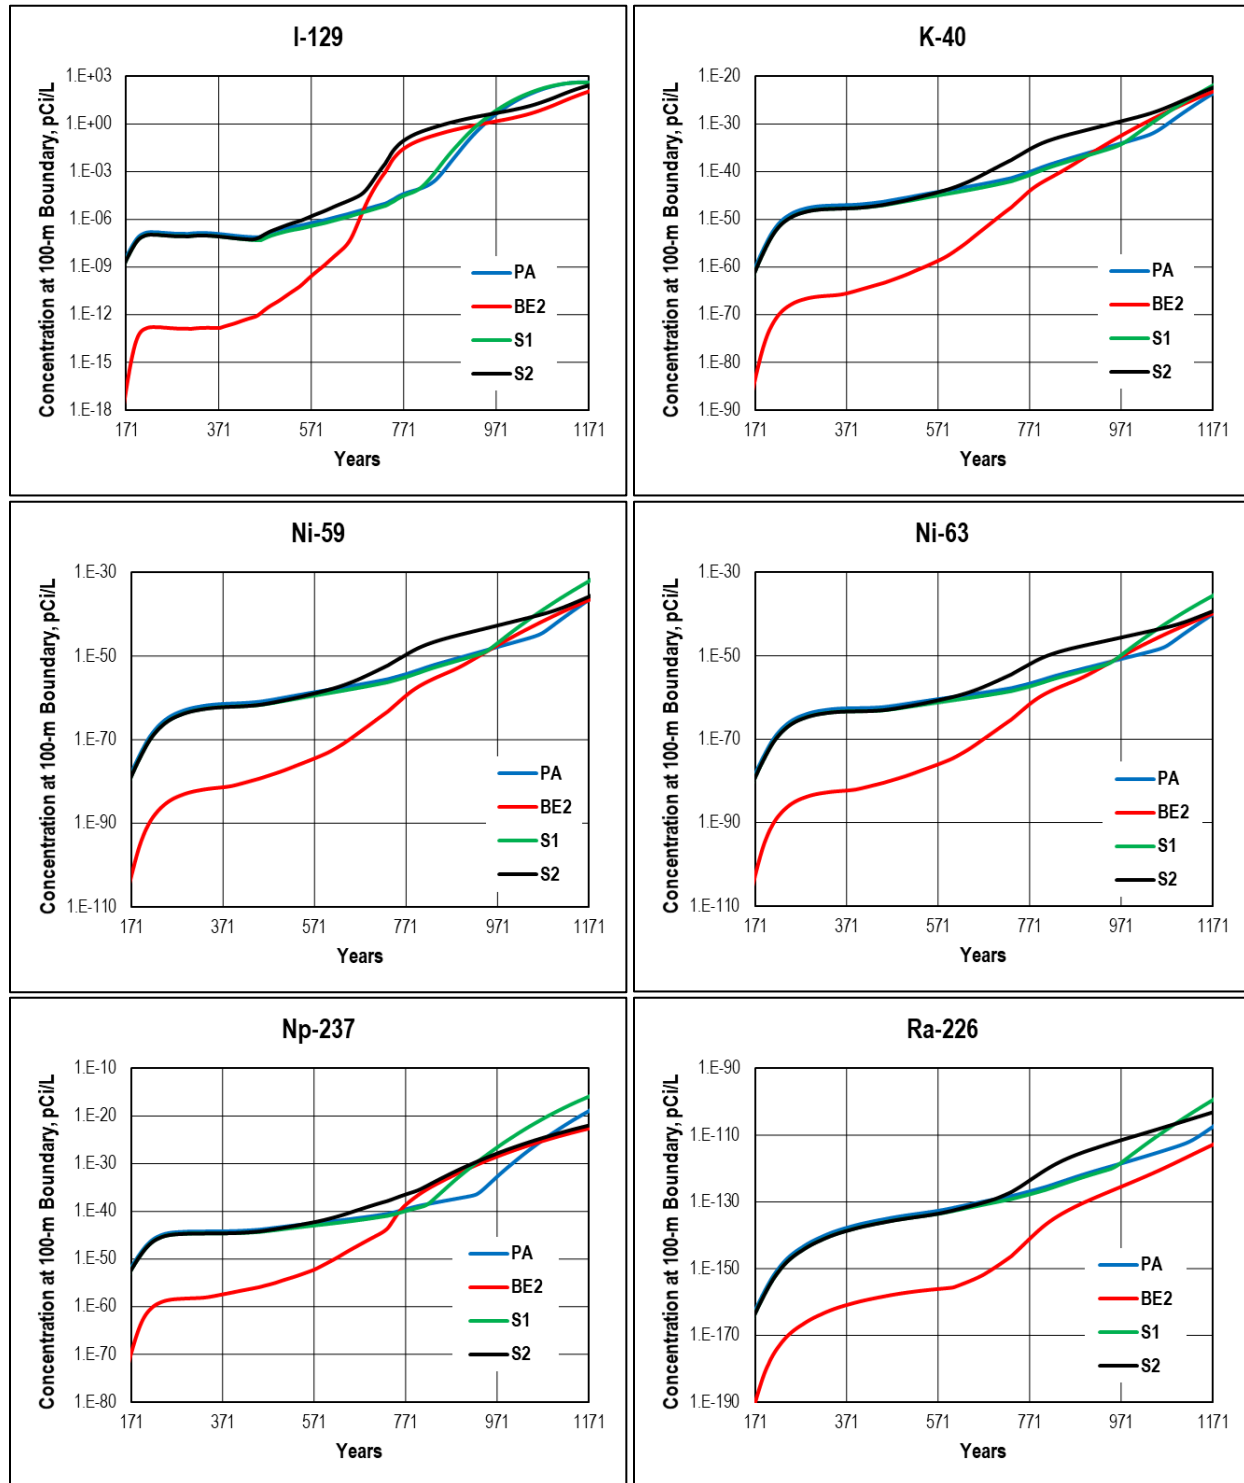 I-129
Concentration at 100-m Boundary, pCi/L
1.E+03
1.E+00
1.E-03
1.E-06
1.E-09
1.E-12
1.E-15
1.E-18
PA
BE2
S1
S2
171
371
571
771
971
1171
Years
K-40
Concentration at 100-m Boundary, pCi/L
1.E-20
1.E-30
1.E-40
1.E-50
1.E-60
1.E-70
1.E-80
1.E-90
PA
BE2
S1
S2
171
371
571
771
971
1171
Years
Ni-59
Concentration at 100-m Boundary, pCi/L
1.E-30
1.E-50
1.E-70
1.E-90
1.E-110
PA
BE2
S1
S2
171
371
571
771
971
1171
Years
Ni-63
Concentration at 100-m Boundary, pCi/L
1.E-30
1.E-50
1.E-70
1.E-90
1.E-110
PA
BE2
S1
S2
171
371
571
771
971
1171
Years
Np-237
Concentration at 100-m Boundary, pCi/L
1.E-10
1.E-20
1.E-30
1.E-40
1.E-50
1.E-60
1.E-70
1.E-80
PA
BE2
S1
S2
171
371
571
771
971
1171
Years
Ra-226
Concentration at 100-m Boundary, pCi/L
1.E-90
1.E-110
1.E-130
1.E-150
1.E-170
1.E-190
PA
BE2
S1
S2
171
371
571
771
971
1171
Years